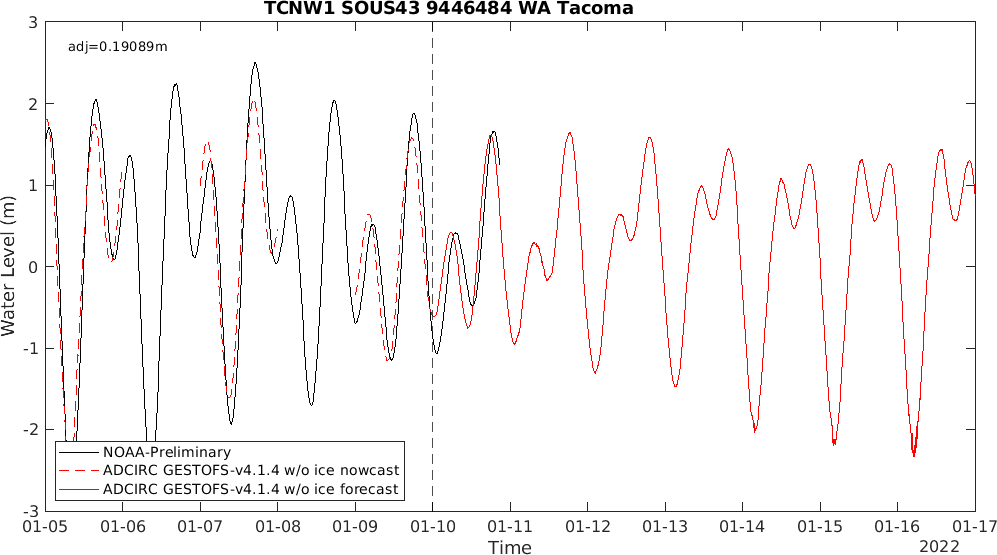 TCNW1 SOUS43 9446484 WA Tacoma
adj=0.19089m
3
2
1
0
-1
-2
-3
Water Level (m)
NOAA-Preliminary
ADCIRC GESTOFS-v4.1.4 w/o ice nowcast
ADCIRC GESTOFS-v4.1.4 w/o ice forecast
01-05 01-06 01-07 01-08 01-09 01-10 01-11 01-12 01-13 01-14 01-15 01-16 01-17
Time
2022